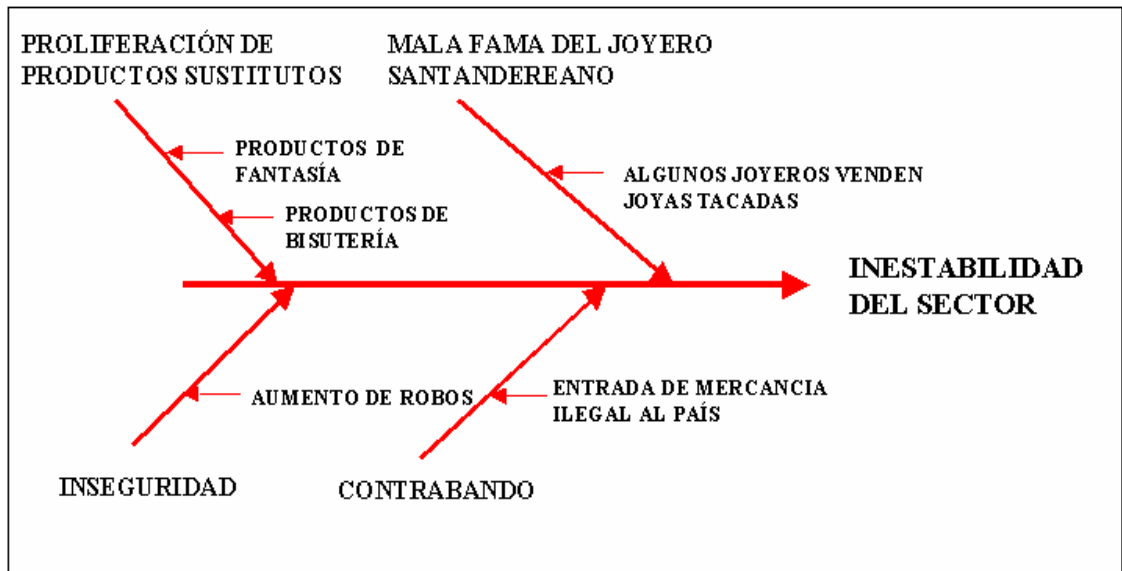 PROLIFERACIÓN DE
PRODUCTOS SUSTITUTOS
MALA FAMA DEL JOYERO
SANTANDEREANO
PRODUCTOS DE
FANTASÍA
PRODUCTOS DE
BISUTERÍA
ALGUNOS JOYEROS VENDEN
JOYAS TACADAS
INESTABILIDAD
DEL SECTOR
AUMENTO DE ROBOS
ENTRADA DE MERCANCIA
ILEGAL AL PAÍS
INSEGURIDAD
CONTRABANDO